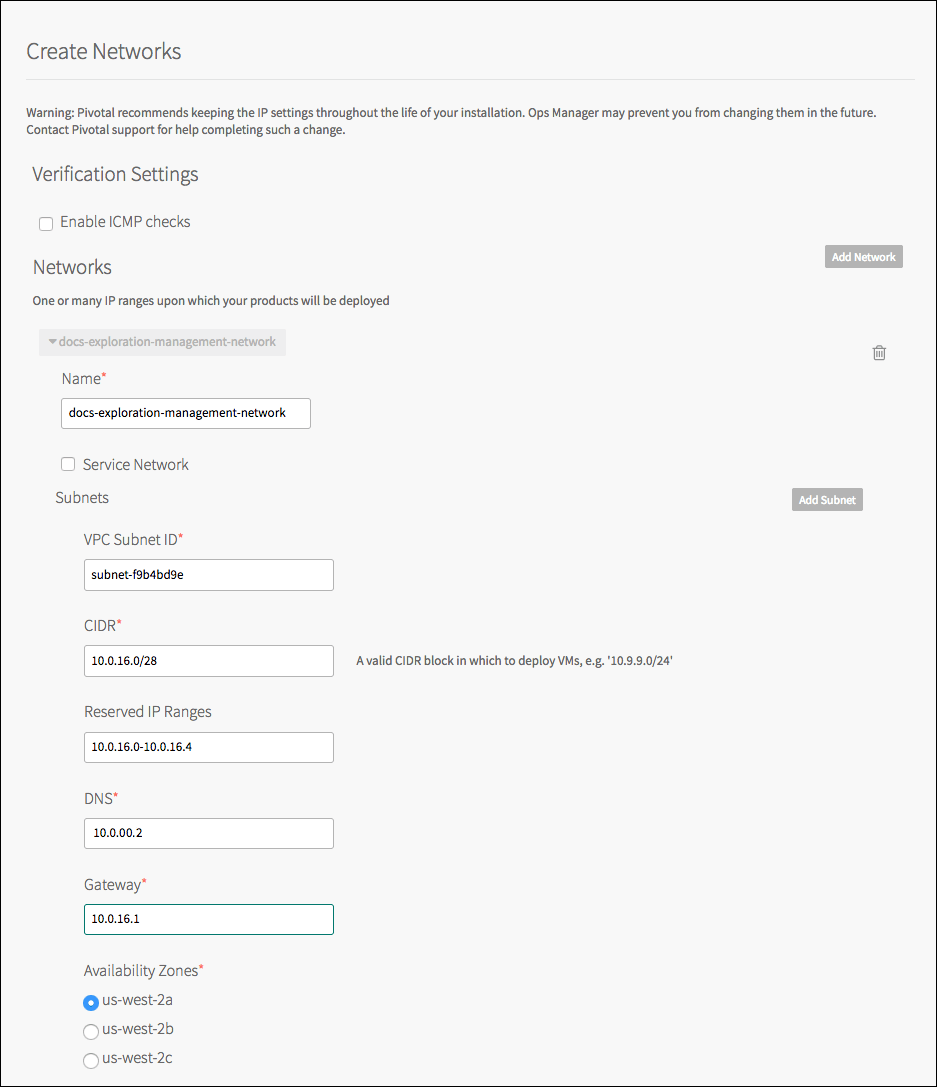 Create Networks
Warning: Pivotal recommends keeping the IP settings throughout the life of your installation. Ops Manager may prevent you from changing them in the future.
Contact Pivotal support for help completing such a change.
Verification Settings
Enable ICMP checks
Add Network
Networks
One or many IP ranges upon which your products will be deployed
docs-exploration-management-network
Name*
docs-exploration-management-network
Service Network
Subnets
Add Subnet
VPC Subnet ID*
subnet-f9b4bd9e
CIDR*
10.0.16.0/28
A valid CIDR block in which to deploy VMs, e.g. '10.9.9.0/24'
Reserved IP Ranges
10.0.16.0-10.0.16.4
DNS*
10.0.00.2
Gateway*
10.0.16.1
Availability Zones*
us-west-2a
us-west-2b
us-west-2c